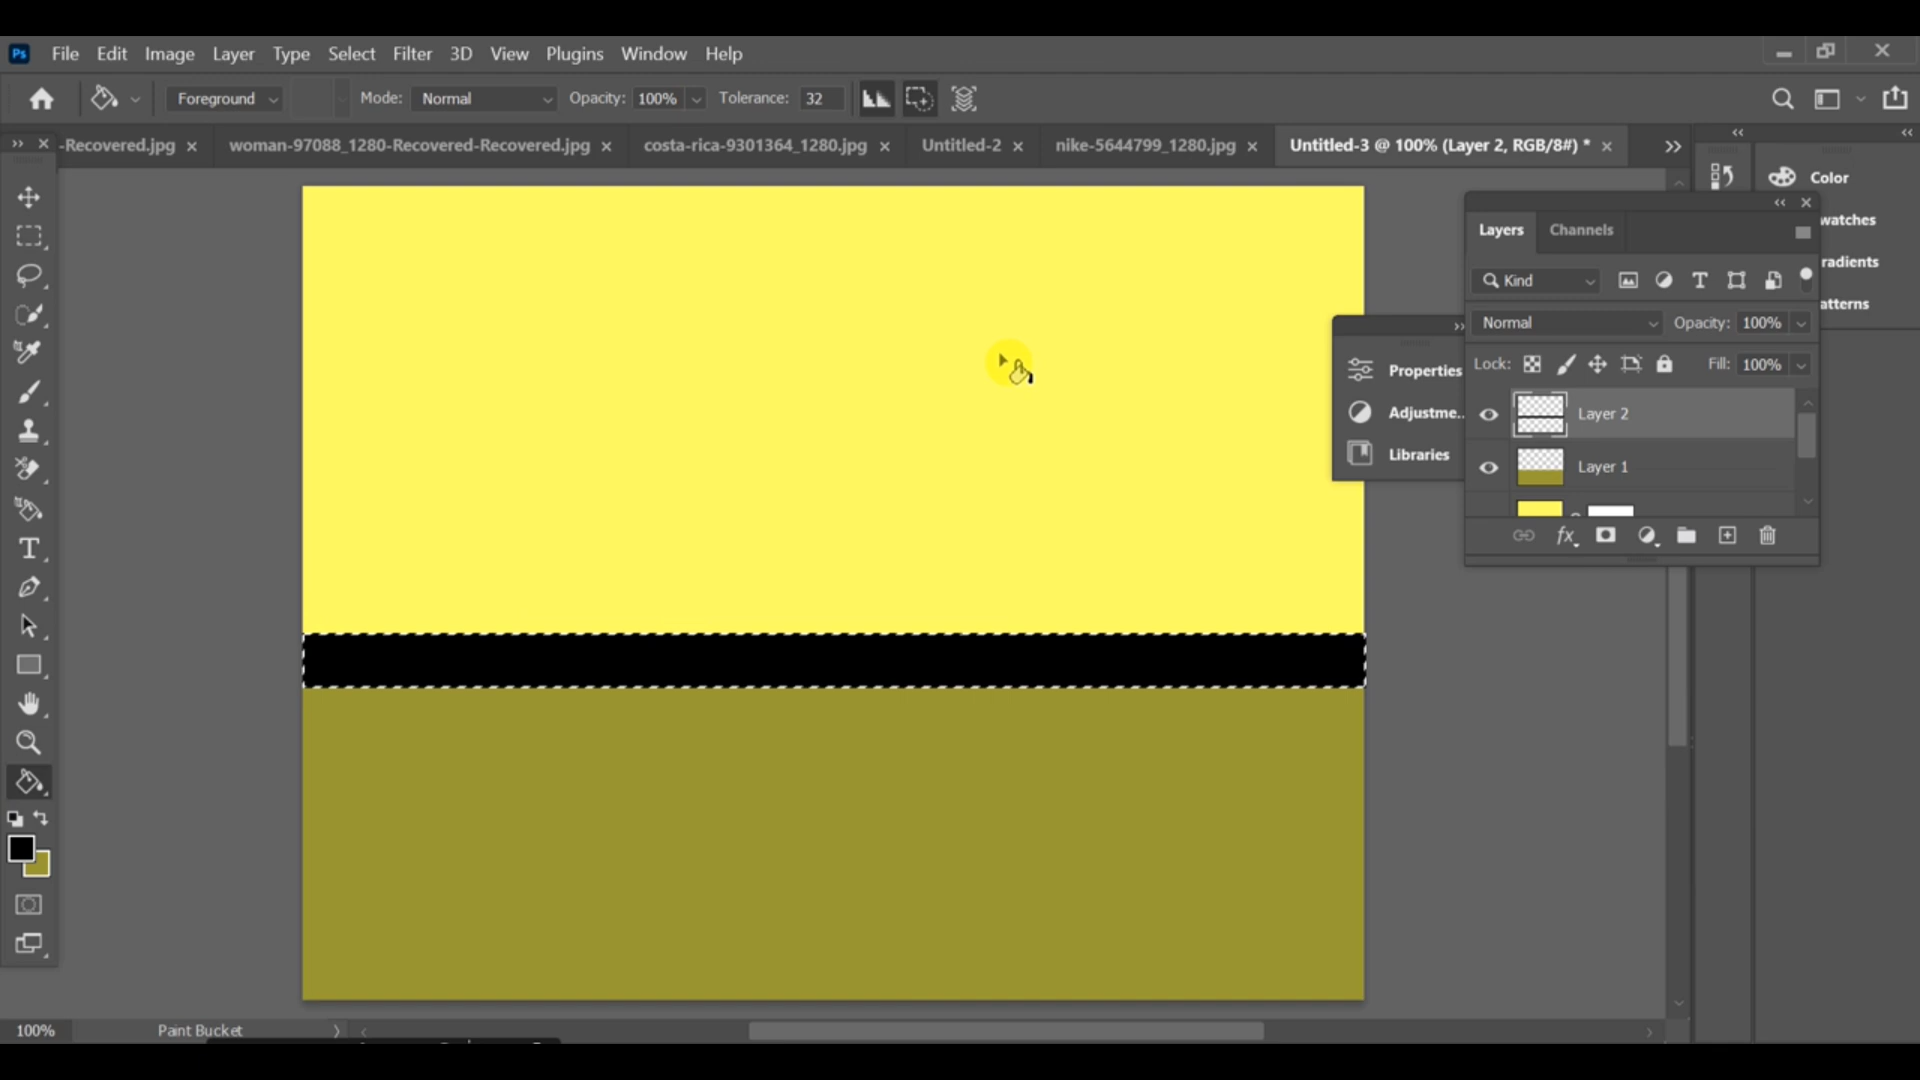 Ps File Edit Image Layer Type Select Filter 3D View Plugins Window Help
Foreground Mode: Normal Opacity: 100% Tolerance: 32
-Recovered.jpg × woman-97088_1280-Recovered-Recovered.jpg × costa-rica-9301364_1280.jpg × Untitled-2 × nike-5644799_1280.jpg × Untitled-3 @ 100% (Layer 2, RGB/8#) * ×
Color
watches
radients
atterns
Layers Channels
Kind
Normal Opacity: 100%
Lock: Fill: 100%
Layer 2
Layer 1
fx
Properties
Adjustme...
Libraries
100% Paint Bucket